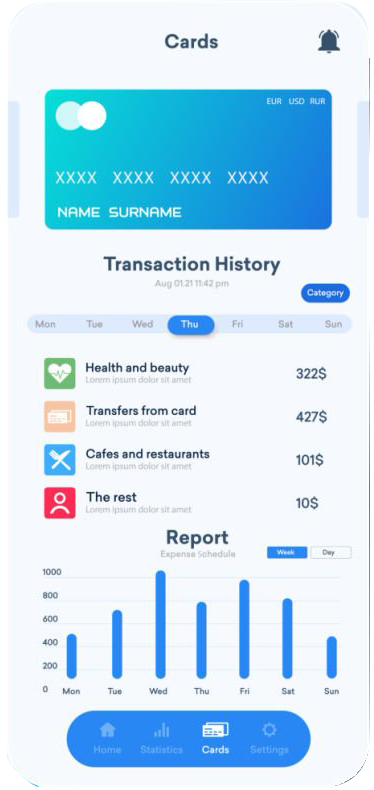 Cards
EUR USD RUR
XXXX XXXX XXXX XXXX
NAME SURNAME
Transaction History
Aug 01.21 11:42 pm
Category
Mon Tue Wed Thu Fri Sat Sun
Health and beauty 322$
Lorem ipsum dolor sit amet
Transfers from card 427$
Lorem ipsum dolor sit amet
Cafes and restaurants 101$
Lorem ipsum dolor sit amet
The rest 10$
Lorem ipsum dolor sit amet
Report
Expense Schedule
Week Day
1000
800
600
400
200
0 Mon Tue Wed Thu Fri Sat Sun
Home Statistics Cards Settings